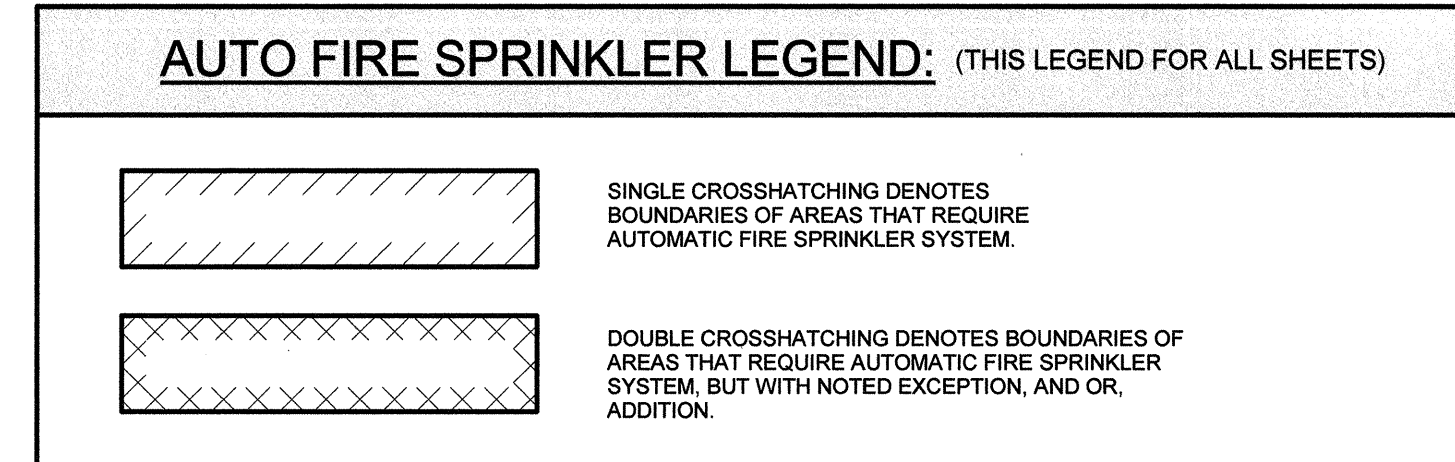 AUTO FIRE SPRINKLER LEGEND: (THIS LEGEND FOR ALL SHEETS)
SINGLE CROSSHATCHING DENOTES
BOUNDARIES OF AREAS THAT REQUIRE
AUTOMATIC FIRE SPRINKLER SYSTEM.
DOUBLE CROSSHATCHING DENOTES BOUNDARIES OF
AREAS THAT REQUIRE AUTOMATIC FIRE SPRINKLER
SYSTEM, BUT WITH NOTED EXCEPTION, AND OR,
ADDITION.